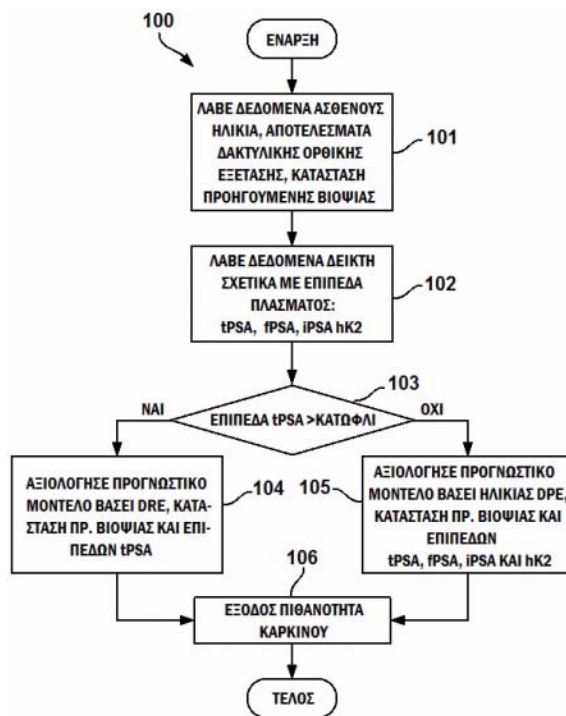 100
ΕΝΑΡΞΗ
ΛΑΒΕ ΔΕΔΟΜΕΝΑ ΑΣΘΕΝΟΥΣ
ΗΛΙΚΙΑ, ΑΠΟΤΕΛΕΣΜΑΤΑ
ΔΑΚΤΥΛΙΚΗΣ ΟΡΘΙΚΗΣ
ΕΞΕΤΑΣΗΣ, ΚΑΤΑΣΤΑΣΗ
ΠΡΟΗΓΟΥΜΕΝΗΣ ΒΙΟΨΙΑΣ
101
ΛΑΒΕ ΔΕΔΟΜΕΝΑ ΔΕΙΚΤΗ
ΣΧΕΤΙΚΑ ΜΕ ΕΠΙΠΕΔΑ
ΠΛΑΣΜΑΤΟΣ:
tPSA, fPSA, iPSA hK2
102
103
ΝΑΙ
ΕΠΙΠΕΔΑ tPSA >ΚΑΤΩΦΛΙ
ΟΧΙ
ΑΞΙΟΛΟΓΗΣΕ ΠΡΟΓΝΩΣΤΙΚΟ
ΜΟΝΤΕΛΟ ΒΑΣΕΙ DRE, ΚΑΤΑ-
ΣΤΑΣΗ ΠΡ. ΒΙΟΨΙΑΣ ΚΑΙ ΕΠΙ-
ΠΕΔΩΝ tPSA
104
105
ΑΞΙΟΛΟΓΗΣΕ ΠΡΟΓΝΩΣΤΙΚΟ
ΜΟΝΤΕΛΟ ΒΑΣΕΙ ΗΛΙΚΙΑΣ DPE,
ΚΑΤΑΣΤΑΣΗ ΠΡ. ΒΙΟΨΙΑΣ ΚΑΙ
ΕΠΙΠΕΔΩΝ
tPSA, fPSA, iPSA ΚΑΙ hK2
106
ΕΞΟΔΟΣ ΠΙΘΑΝΟΤΗΤΑ
ΚΑΡΚΙΝΟΥ
ΤΕΛΟΣ